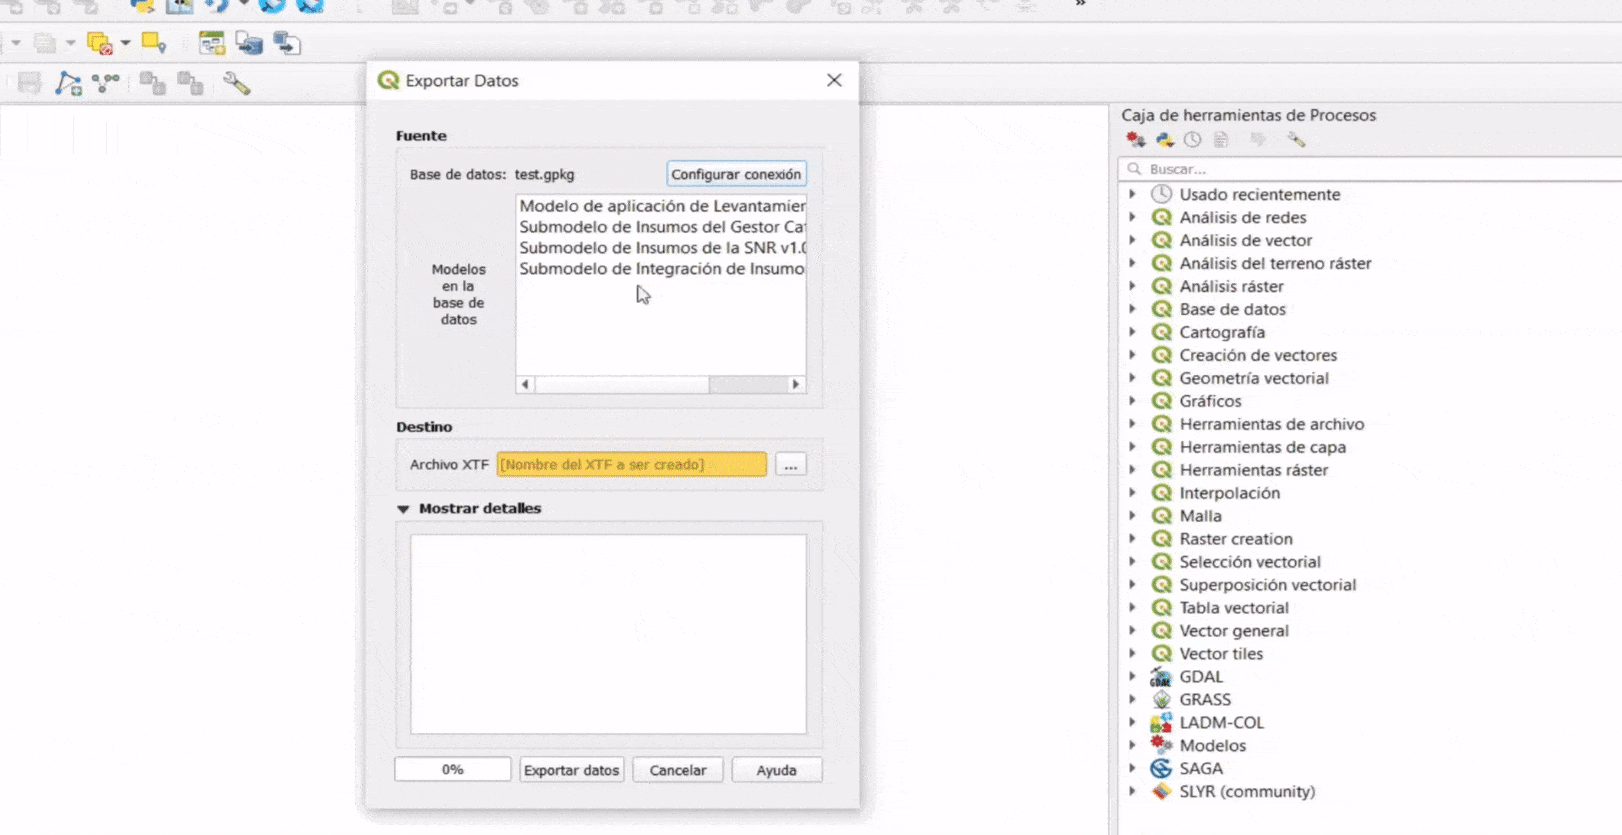 »
Exportar Datos
Fuente
Base de datos: test.gpkg
Configurar conexión
Modelos
en la
base de
datos
Modelo de aplicación de Levantamier
Submodelo de Insumos del Gestor Cat
Submodelo de Insumos de la SNR v1.0
Submodelo de Integración de Insumo
Destino
Archivo XTF [Nombre del XTF a ser creado] ...
Mostrar detalles
0% Exportar datos Cancelar Ayuda
Caja de herramientas de Procesos
Buscar...
Usado recientemente
Análisis de redes
Análisis de vector
Análisis del terreno ráster
Análisis ráster
Base de datos
Cartografía
Creación de vectores
Geometría vectorial
Gráficos
Herramientas de archivo
Herramientas de capa
Herramientas ráster
Interpolación
Malla
Raster creation
Selección vectorial
Superposición vectorial
Tabla vectorial
Vector general
Vector tiles
GDAL
GRASS
LADM-COL
Modelos
SAGA
SLYR (community)